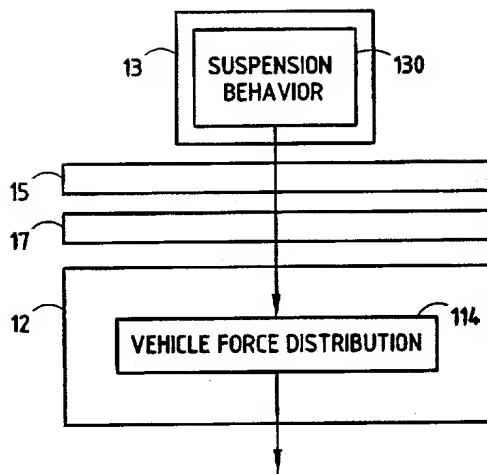 13
SUSPENSION
BEHAVIOR
130
15
17
12
114
VEHICLE FORCE DISTRIBUTION